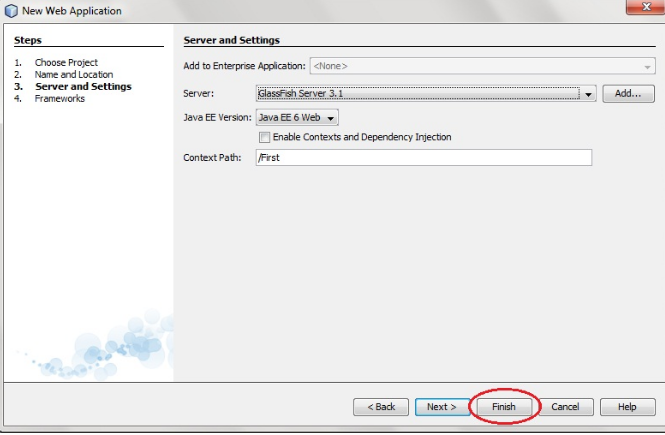 New Web Application
Steps
1. Choose Project
2. Name and Location
3. Server and Settings
4. Frameworks
Server and Settings
Add to Enterprise Application: <None>
Server: GlassFish Server 3.1 Add...
Java EE Version: Java EE 6 Web
Enable Contexts and Dependency Injection
Context Path: /First
< Back Next > Finish Cancel Help